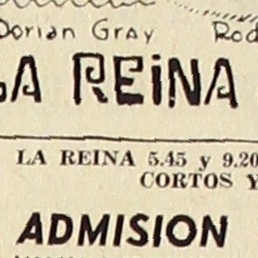 Dorian Gray Rod
LA REINA
LA REINA 5.45 y 9.20
CORTOS Y
ADMISION